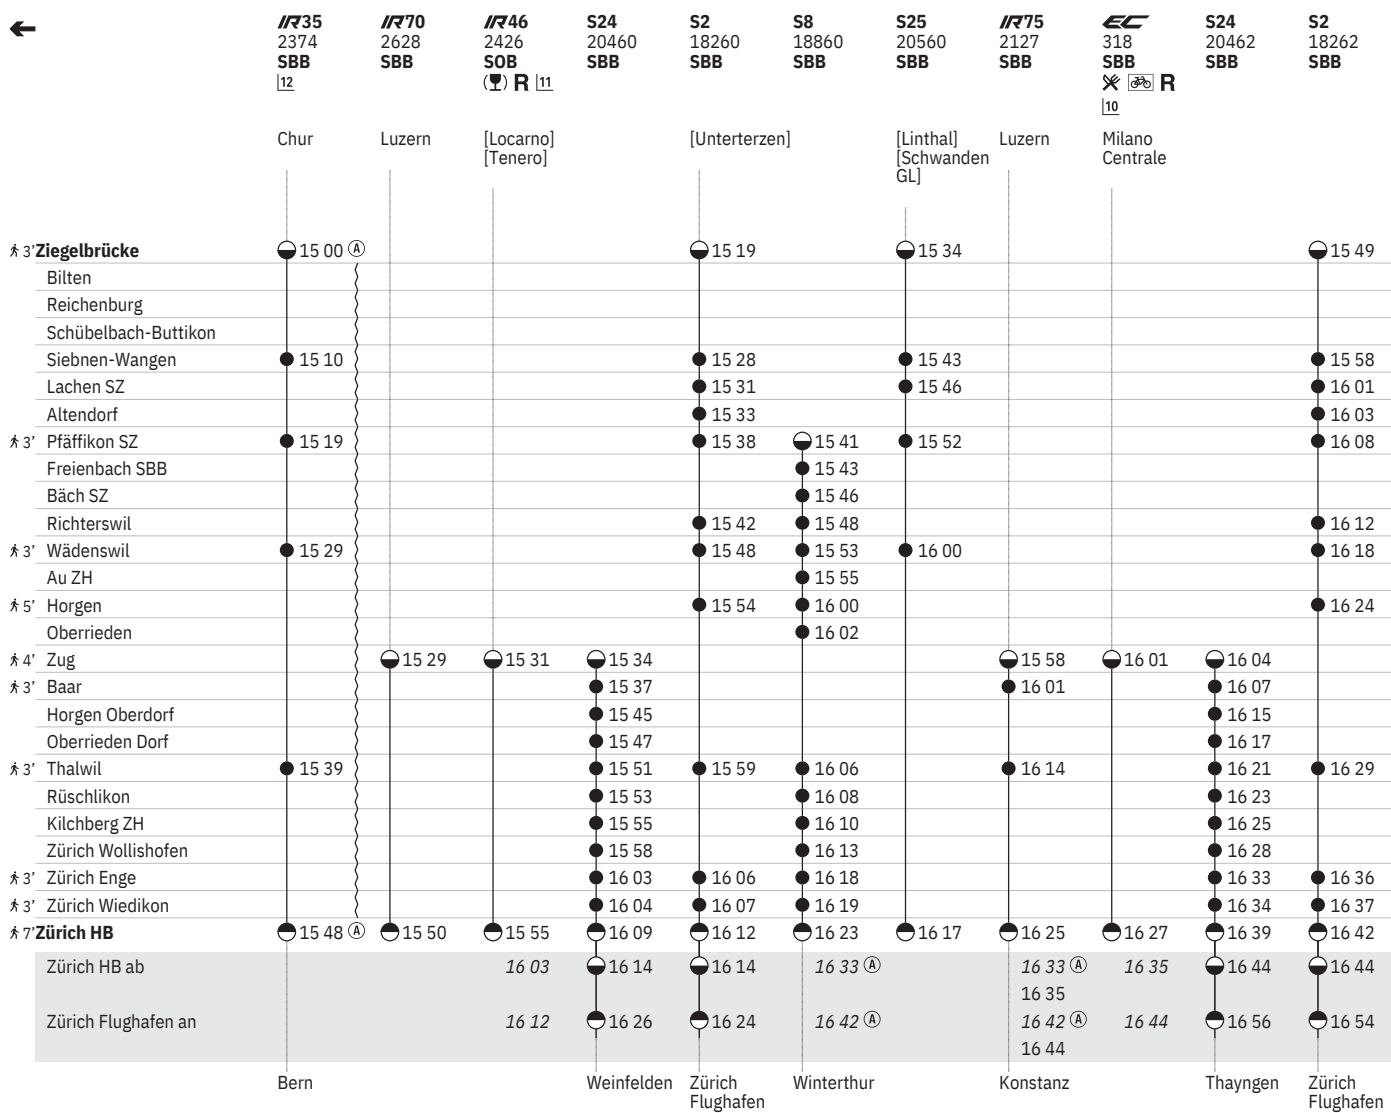 IR35 IR70 IR46 S24 S2 S8 S25 IR75 EC S24 S2
2374 2628 2426 20460 18260 18860 20560 2127 318 20462 18262
SBB SBB SOB SBB SBB SBB SBB SBB SBB SBB SBB
12 ( ) R 11 R
10
Chur Luzern [Locarno] [Unterterzen] [Linthal] Luzern Milano
[Tenero] [Schwanden Centrale
GL]
3' Ziegelbrücke 15 00 A 15 19 15 34 15 49
Bilten
Reichenburg
Schübelbach-Buttikon
Siebnen-Wangen 15 10 15 28 15 43 15 58
Lachen SZ 15 31 15 46 16 01
Altendorf 15 33 16 03
3' Pfäffikon SZ 15 19 15 38 15 41 15 52 16 08
Freienbach SBB 15 43
Bäch SZ 15 46
Richterswil 15 42 15 48 16 12
3' Wädenswil 15 29 15 48 15 53 16 00 16 18
Au ZH 15 55
5' Horgen 15 54 16 00 16 24
Oberrieden 16 02
4' Zug 15 29 15 31 15 34 15 58 16 01 16 04
3' Baar 15 37 16 01 16 07
Horgen Oberdorf 15 45 16 15
Oberrieden Dorf 15 47 16 17
3' Thalwil 15 39 15 51 15 59 16 06 16 14 16 21 16 29
Rüschlikon 15 53 16 08 16 23
Kilchberg ZH 15 55 16 10 16 25
Zürich Wollishofen 15 58 16 13 16 28
3' Zürich Enge 16 03 16 06 16 18 16 33 16 36
3' Zürich Wiedikon 16 04 16 07 16 19 16 34 16 37
7' Zürich HB 15 48 A 15 50 15 55 16 09 16 12 16 23 16 17 16 25 16 27 16 39 16 42
Zürich HB ab 16 03 16 14 16 14 16 33 A 16 33 A 16 35 16 44 16 44
16 35
Zürich Flughafen an 16 12 16 26 16 24 16 42 A 16 42 A 16 44 16 56 16 54
16 44
Bern Weinfelden Zürich Winterthur Konstanz Thayngen Zürich
Flughafen Flughafen